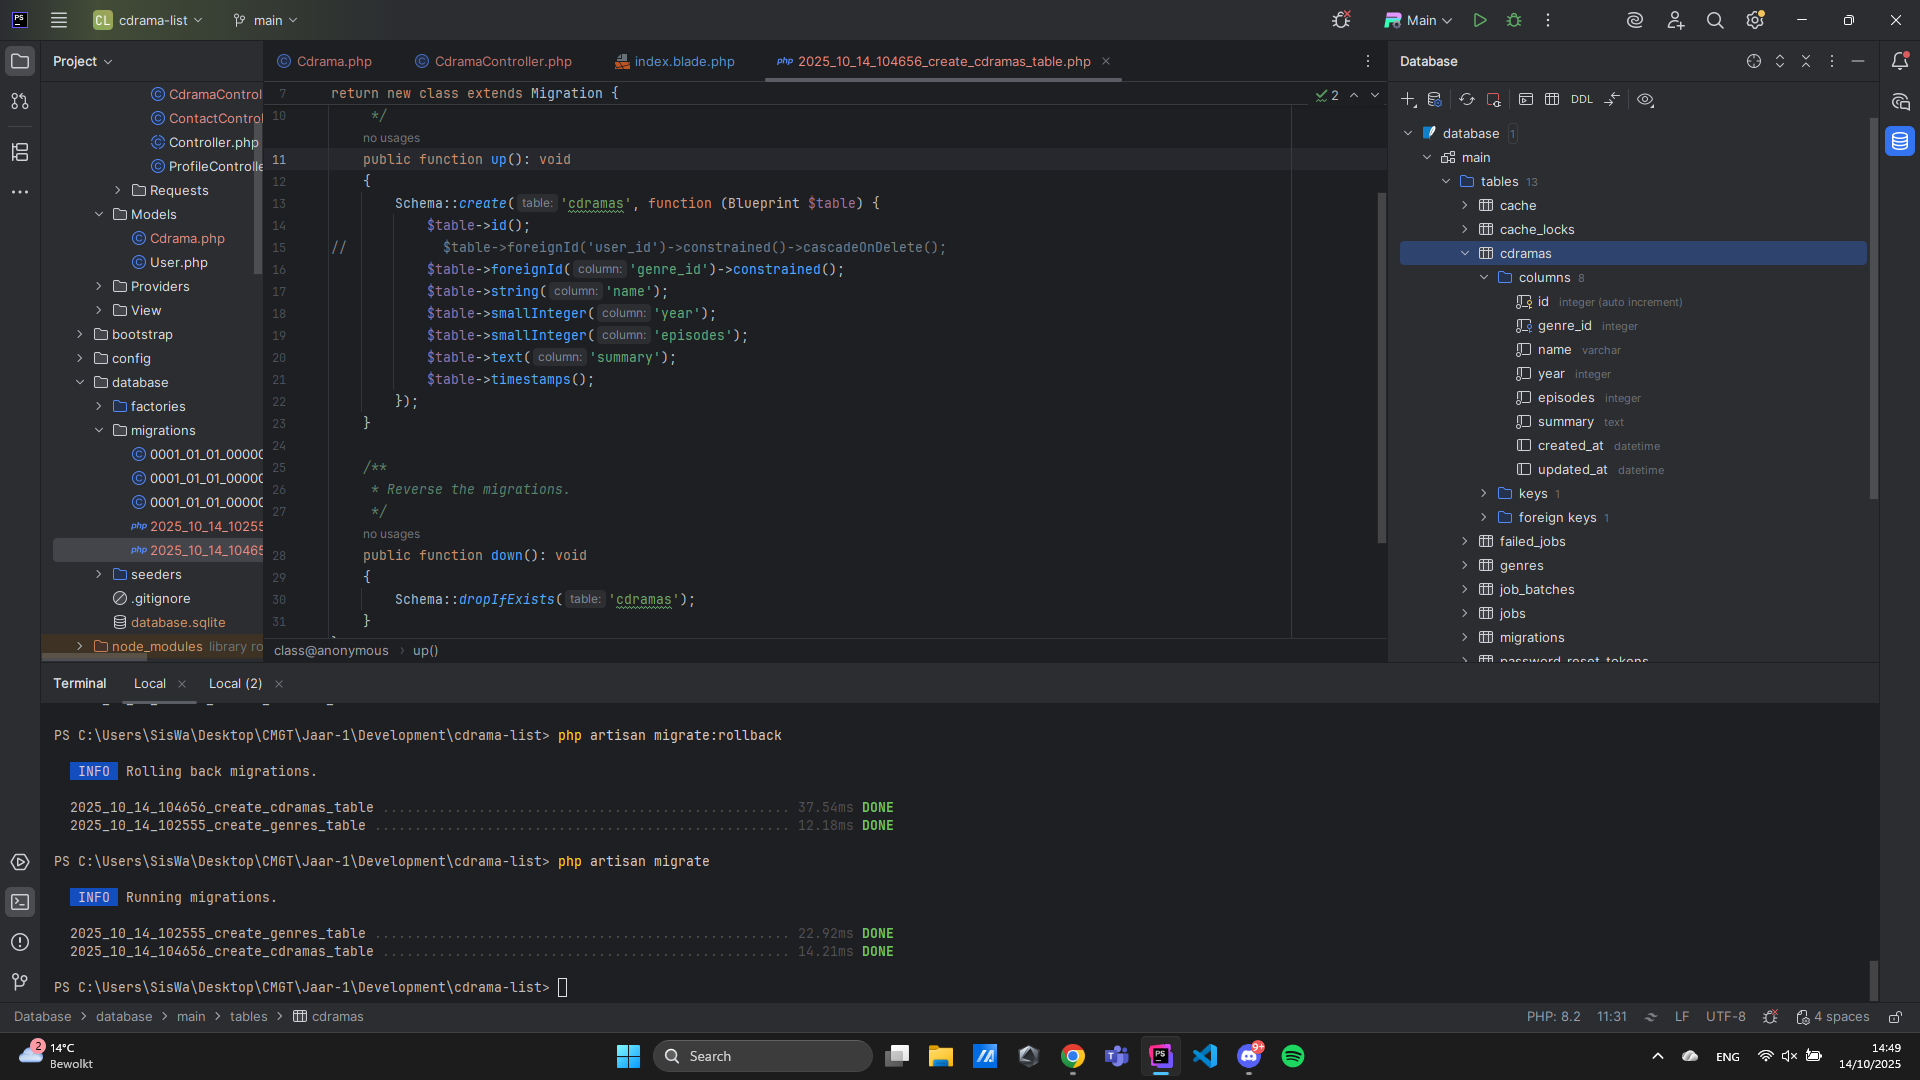 PS
CL cdrama-list
main
Main
Project
CdramaControl
ContactControl
Controller.php
ProfileControlle
Requests
Models
Cdrama.php
User.php
Providers
View
bootstrap
config
database
factories
migrations
0001_01_01_00000
0001_01_01_00000
0001_01_01_00000
2025_10_14_10255
2025_10_14_10465
seeders
.gitignore
database.sqlite
node_modules library ro
Cdrama.php
CdramaController.php
index.blade.php
2025_10_14_104656_create_cdramas_table.php
2
7 return new class extends Migration {
10 */
no usages
11 public function up(): void
12 {
13 Schema::create( table: 'cdramas', function (Blueprint $table) {
14 $table->id();
15 // $table->foreignId('user_id')->constrained()->cascadeOnDelete();
16 $table->foreignId( column: 'genre_id')->constrained();
17 $table->string( column: 'name');
18 $table->smallInteger( column: 'year');
19 $table->smallInteger( column: 'episodes');
20 $table->text( column: 'summary');
21 $table->timestamps();
22 });
23 }
24
25 /**
26 * Reverse the migrations.
27 */
no usages
28 public function down(): void
29 {
30 Schema::dropIfExists( table: 'cdramas');
31 }
class@anonymous > up()
Database
DDL
database 1
main
tables 13
cache
cache_locks
cdramas
columns 8
id integer (auto increment)
genre_id integer
name varchar
year integer
episodes integer
summary text
created_at datetime
updated_at datetime
keys 1
foreign keys 1
failed_jobs
genres
job_batches
jobs
migrations
password_reset_tokens
Terminal
Local
Local (2)
PS C:\Users\SisWa\Desktop\CMGT\Jaar-1\Development\cdrama-list> php artisan migrate:rollback
INFO Rolling back migrations.
2025_10_14_104656_create_cdramas_table ................................................... 37.54ms DONE
2025_10_14_102555_create_genres_table .................................................... 12.18ms DONE
PS C:\Users\SisWa\Desktop\CMGT\Jaar-1\Development\cdrama-list> php artisan migrate
INFO Running migrations.
2025_10_14_102555_create_genres_table .................................................... 22.92ms DONE
2025_10_14_104656_create_cdramas_table ................................................... 14.21ms DONE
PS C:\Users\SisWa\Desktop\CMGT\Jaar-1\Development\cdrama-list>
Database > database > main > tables > cdramas
PHP: 8.2 11:31 LF UTF-8 4 spaces
2
14°C
Bewolkt
Search
9+
ENG
14:49
14/10/2025